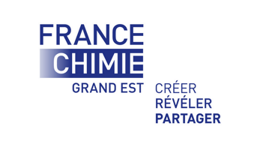 FRANCE
CHIMIE
GRAND EST
CRÉER
RÉVÉLER
PARTAGER